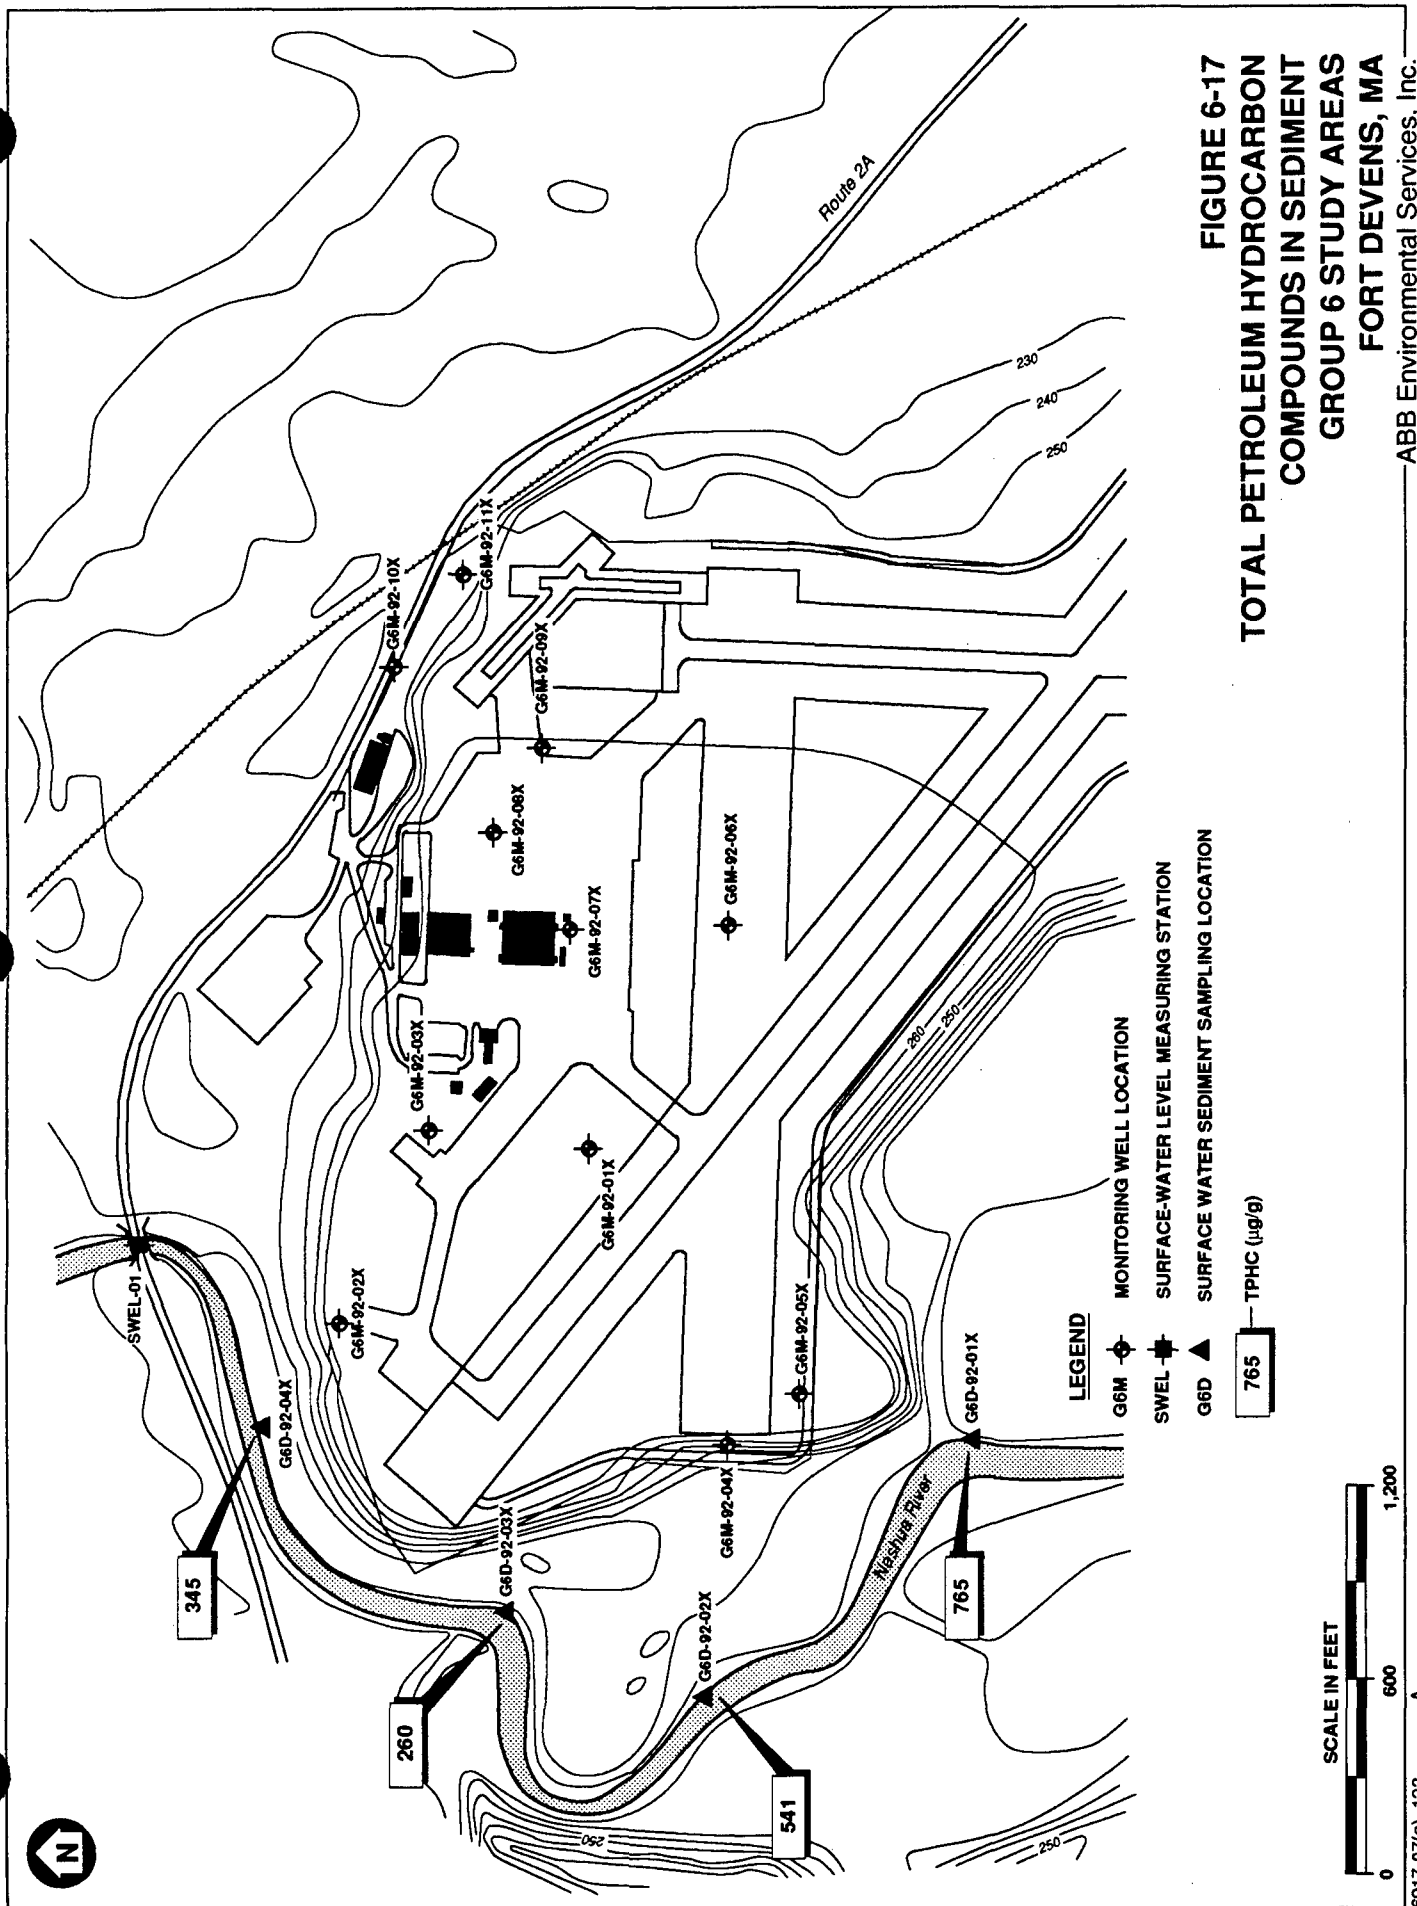 N
SWEL-01
345
G6D-92-04X
G6M-92-02X
G6M-92-03X
G6M-92-10X
G6M-92-11X
Route 2A
260
G6D-92-03X
G6M-92-01X
G6M-92-07X
G6M-92-08X
G6M-92-09X
250
541
G6D-92-02X
G6M-92-04X
G6M-92-05X
G6M-92-06X
Nashua River
765
G6D-92-01X
260
250
230
240
250
250
LEGEND
G6M MONITORING WELL LOCATION
SWEL SURFACE-WATER LEVEL MEASURING STATION
G6D SURFACE WATER SEDIMENT SAMPLING LOCATION
765 TPHC (µg/g)
SCALE IN FEET
0 600 1,200
FIGURE 6-17
TOTAL PETROLEUM HYDROCARBON
COMPOUNDS IN SEDIMENT
GROUP 6 STUDY AREAS
FORT DEVENS, MA
ABB Environmental Services, Inc.